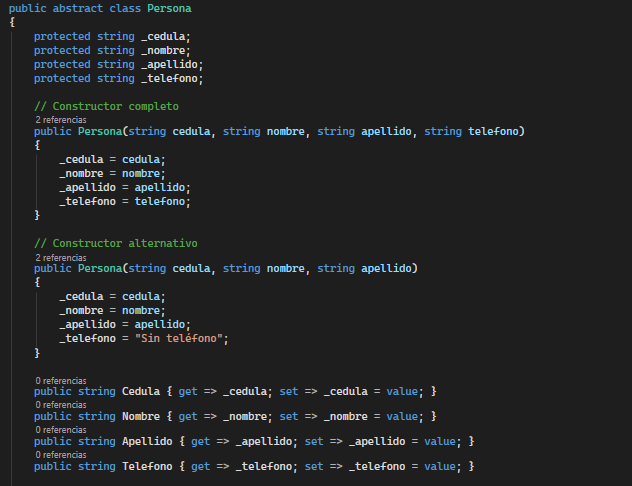 public abstract class Persona
{
protected string _cedula;
protected string _nombre;
protected string _apellido;
protected string _telefono;
// Constructor completo
2 referencias
public Persona(string cedula, string nombre, string apellido, string telefono)
{
_cedula = cedula;
_nombre = nombre;
_apellido = apellido;
_telefono = telefono;
}
// Constructor alternativo
2 referencias
public Persona(string cedula, string nombre, string apellido)
{
_cedula = cedula;
_nombre = nombre;
_apellido = apellido;
_telefono = "Sin teléfono";
}
0 referencias
public string Cedula { get => _cedula; set => _cedula = value; }
0 referencias
public string Nombre { get => _nombre; set => _nombre = value; }
0 referencias
public string Apellido { get => _apellido; set => _apellido = value; }
0 referencias
public string Telefono { get => _telefono; set => _telefono = value; }